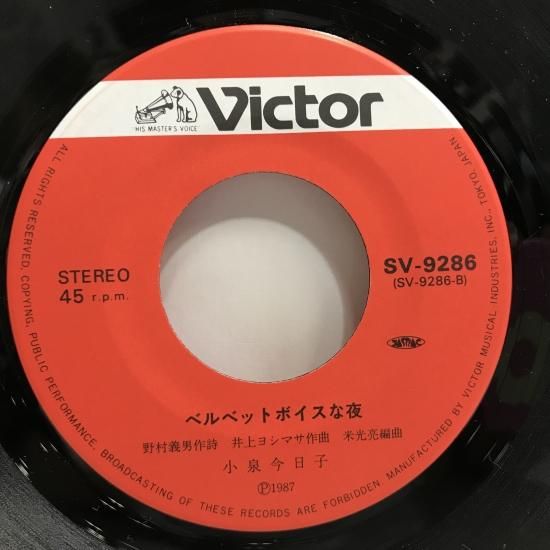 Victor
"HIS MASTER'S VOICE"
STEREO
45 r.p.m.
SV-9286
(SV-9286-B)
JASRAC
ベルベットボイスな夜
野村義男作詩 井上ヨシマサ作曲 米光亮編曲
小泉今日子
Ⓟ1987
ALL RIGHTS RESERVED, COPYING, PUBLIC PERFORMANCE, BROADCASTING OF THESE RECORDS ARE FORBIDDEN. MANUFACTURED BY VICTOR MUSICAL INDUSTRIES, INC., TOKYO, JAPAN.